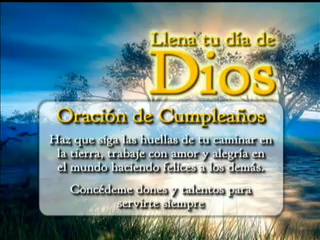 Llena tu día de
Dios
Oración de Cumpleaños
Haz que siga las huellas de tu caminar en
la tierra, trabaje con amor y alegría en
el mundo haciendo felices a los demás.
Concédeme dones y talentos para
servirte siempre